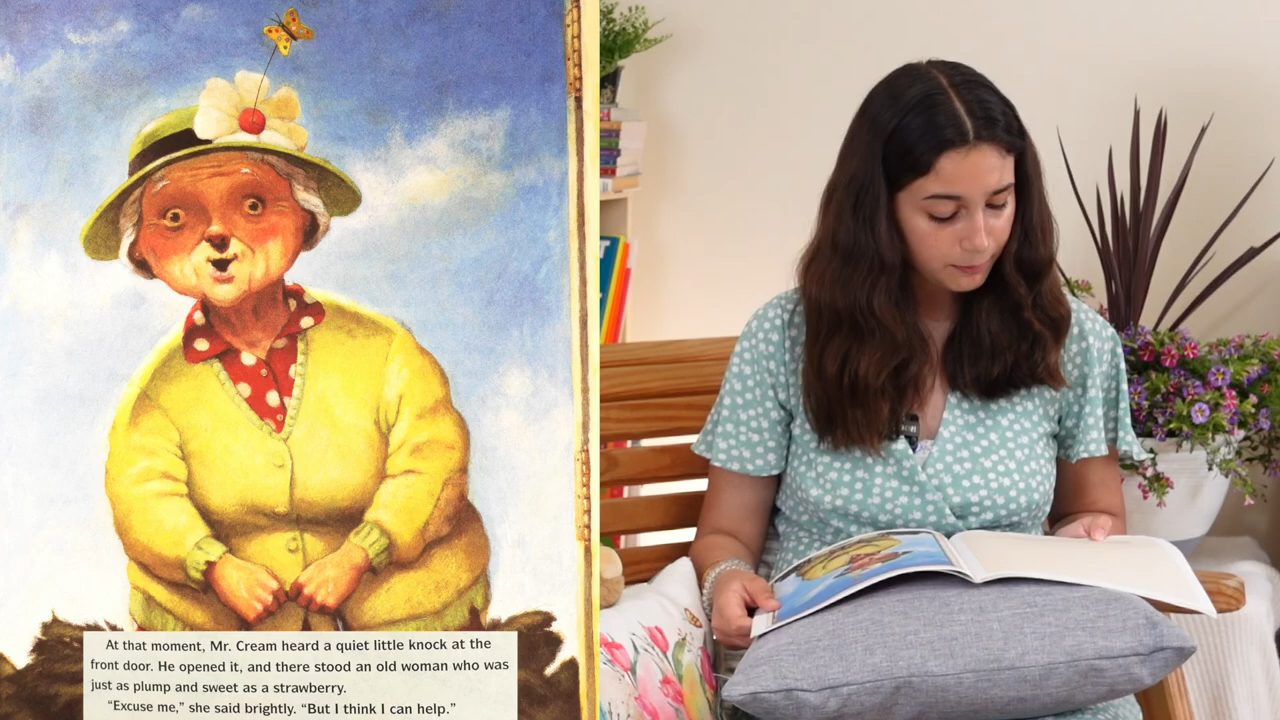 At that moment, Mr. Cream heard a quiet little knock at the
front door. He opened it, and there stood an old woman who was
just as plump and sweet as a strawberry.
"Excuse me," she said brightly. "But I think I can help."